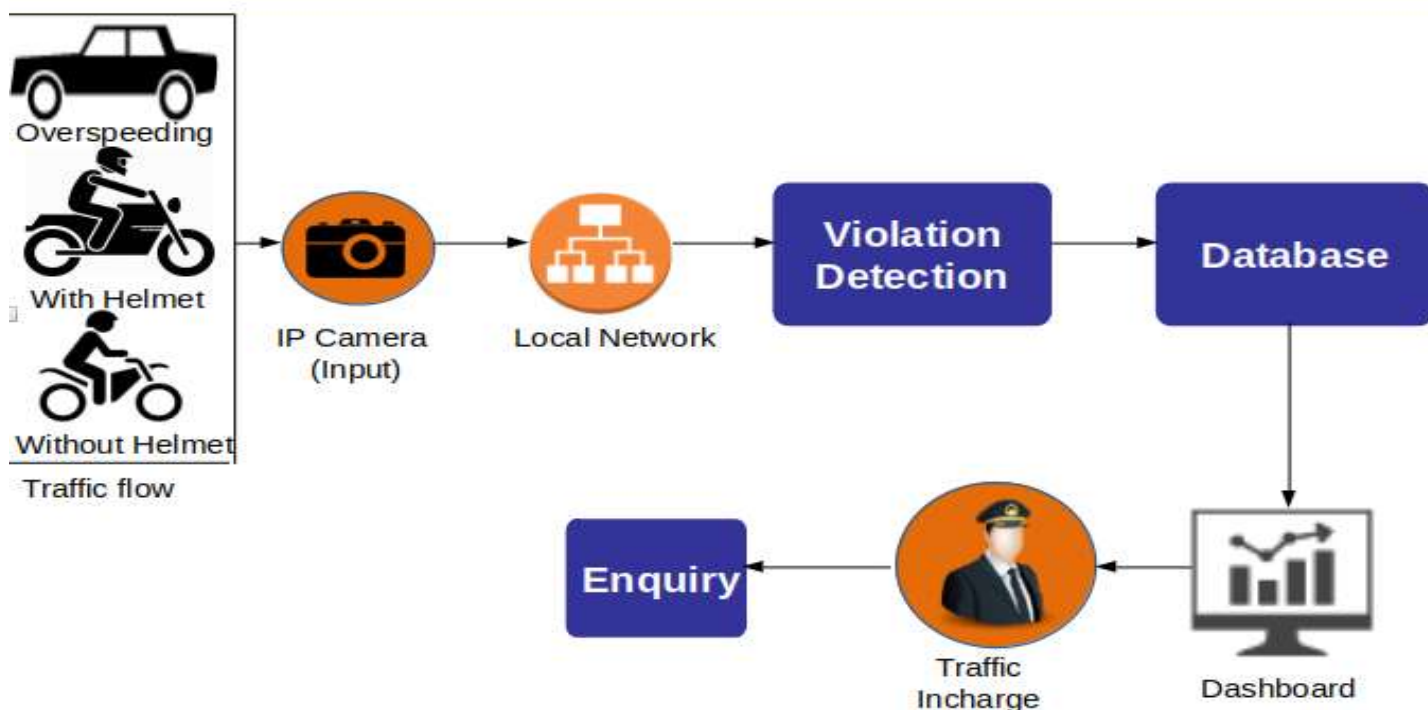 Overspeeding
With Helmet
Without Helmet
Traffic flow
IP Camera
(Input)
Local Network
Violation
Detection
Database
Enquiry
Traffic
Incharge
Dashboard